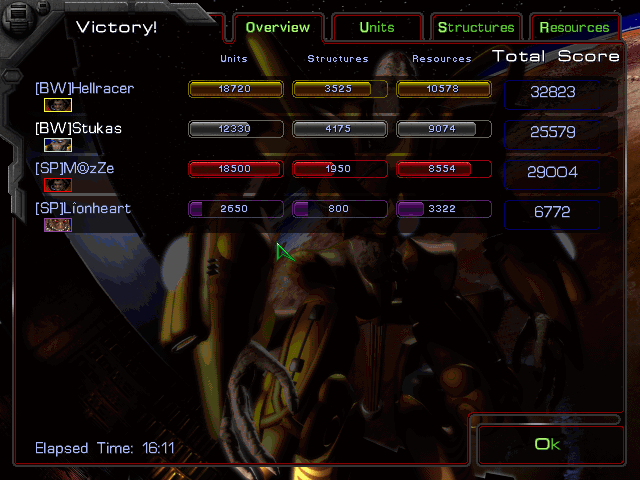 Victory!
Overview
Units
Structures
Resources
Units
Structures
Resources
Total Score
[BW]Hellracer
18720
3525
10578
32823
[BW]Stukas
12330
4175
9074
25579
[SP]M@zZe
18500
1950
8554
29004
[SP]Lîonheart
2650
800
3322
6772
Elapsed Time: 16:11
Ok